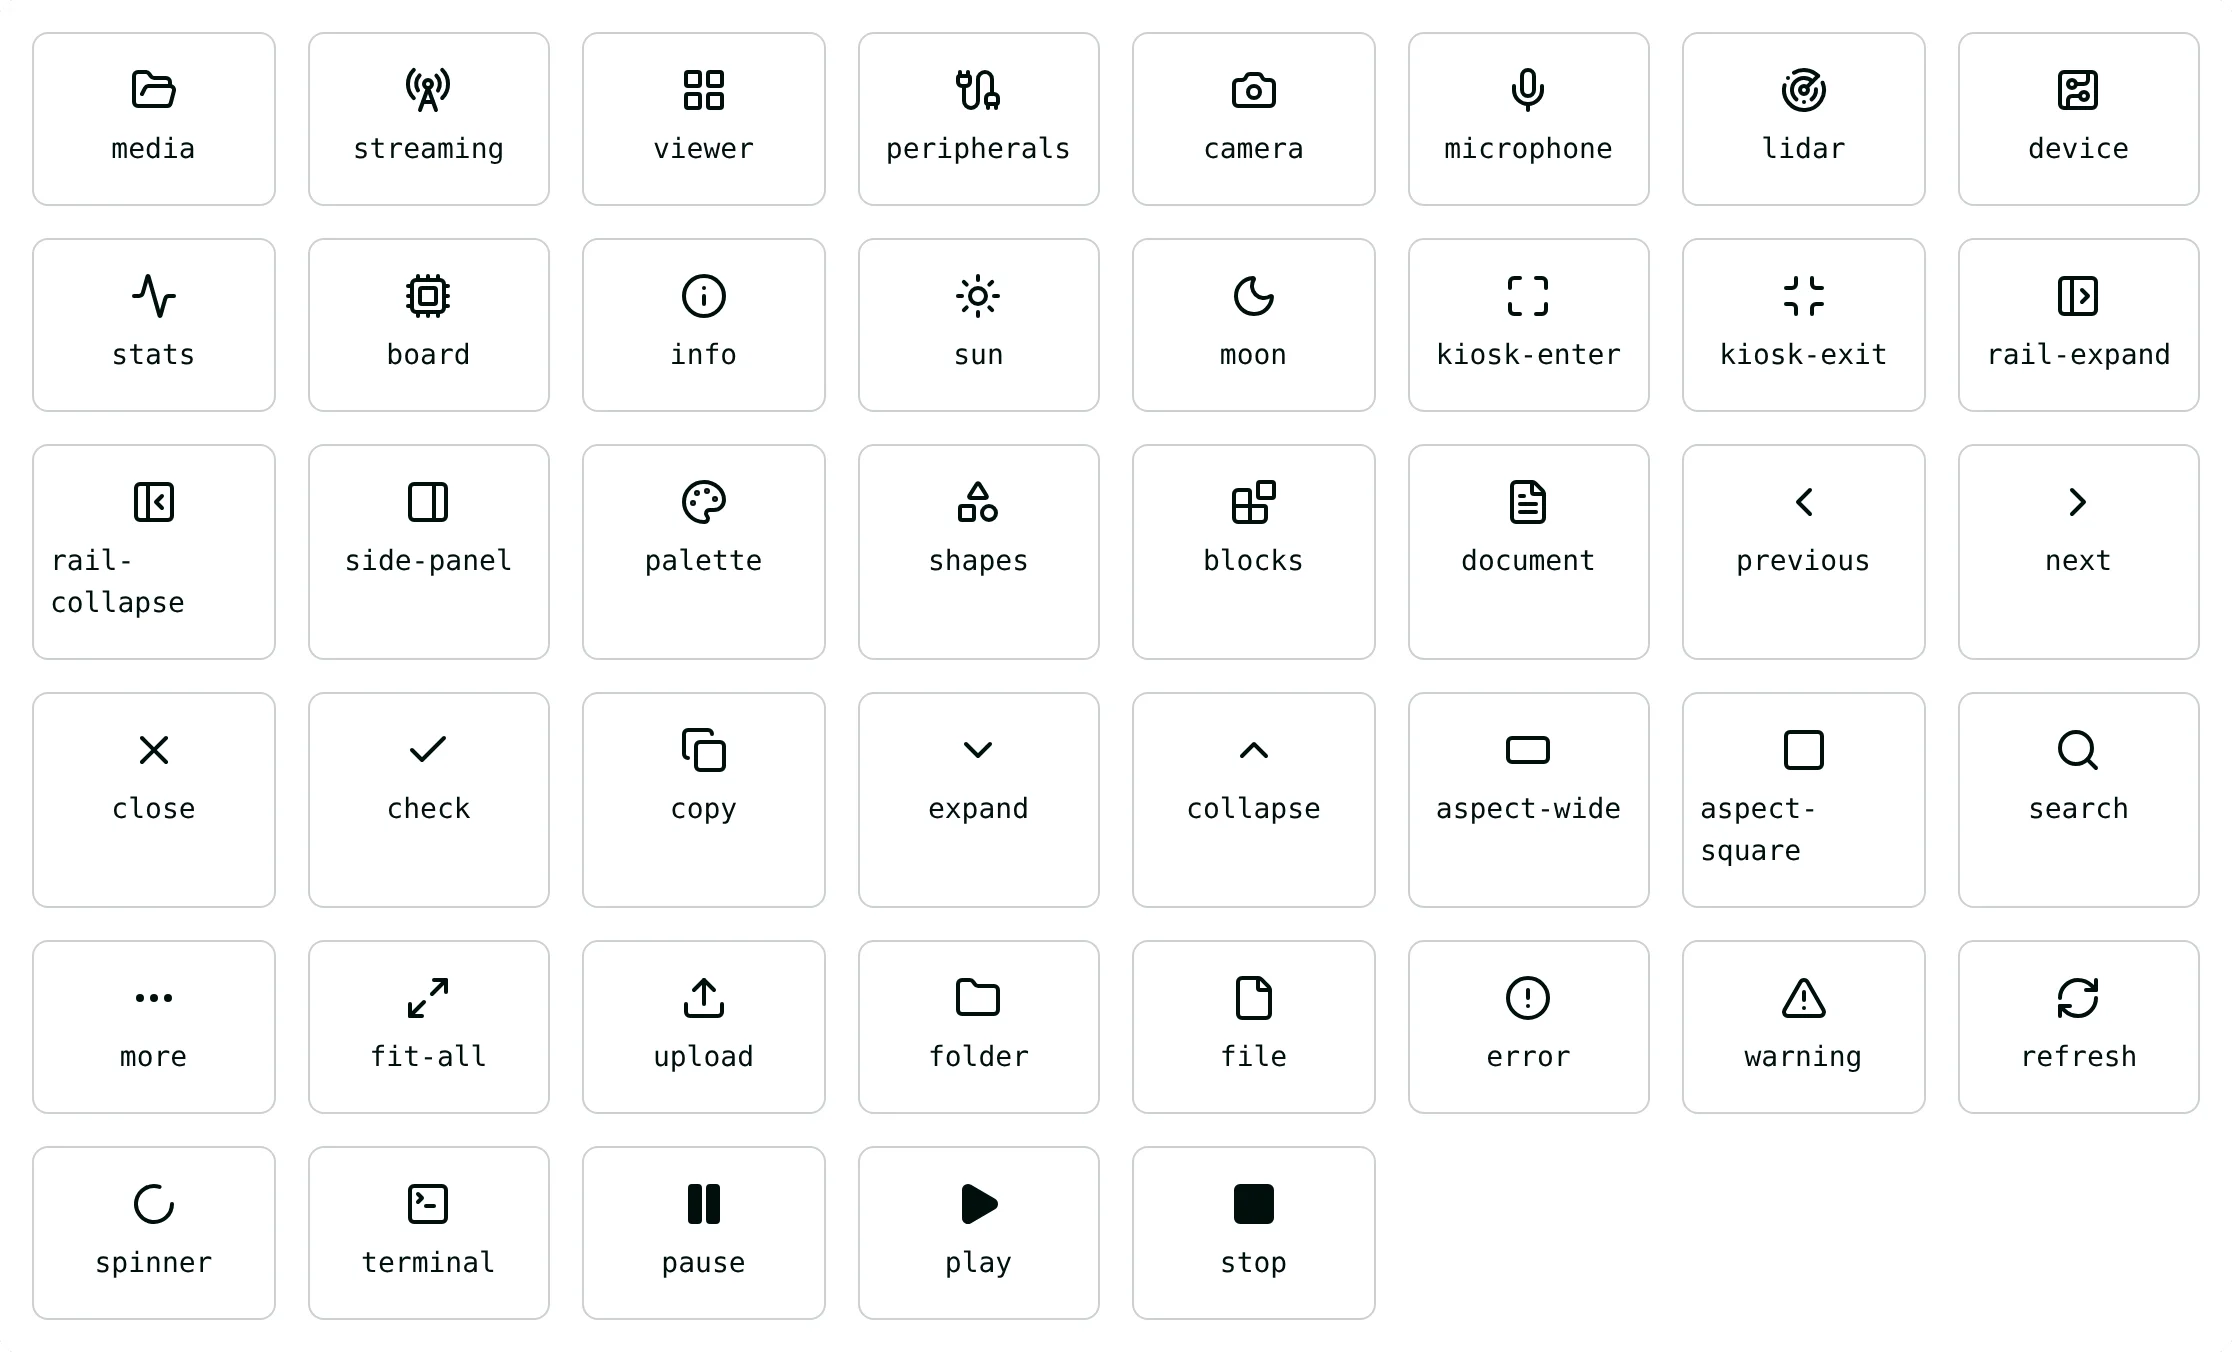 media
streaming
viewer
peripherals
camera
microphone
lidar
device
stats
board
info
sun
moon
kiosk-enter
kiosk-exit
rail-expand
rail-
collapse
side-panel
palette
shapes
blocks
document
previous
next
close
check
copy
expand
collapse
aspect-wide
aspect-
square
search
more
fit-all
upload
folder
file
error
warning
refresh
spinner
terminal
pause
play
stop